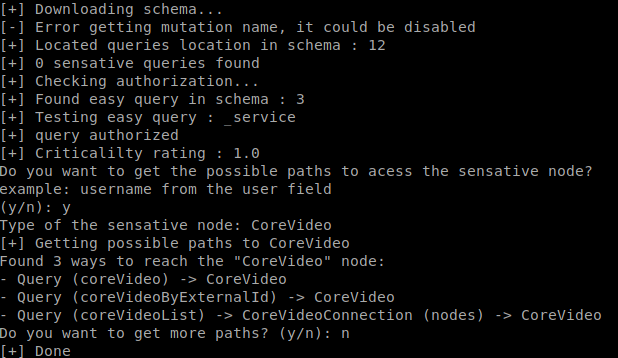 [+] Downloading schema...
[-] Error getting mutation name, it could be disabled
[+] Located queries location in schema : 12
[+] 0 sensative queries found
[+] Checking authorization...
[+] Found easy query in schema : 3
[+] Testing easy query : _service
[+] query authorized
[+] Criticalilty rating : 1.0
Do you want to get the possible paths to acess the sensative node?
example: username from the user field
(y/n): y
Type of the sensative node: CoreVideo
[+] Getting possible paths to CoreVideo
Found 3 ways to reach the "CoreVideo" node:
- Query (coreVideo) -> CoreVideo
- Query (coreVideoByExternalId) -> CoreVideo
- Query (coreVideoList) -> CoreVideoConnection (nodes) -> CoreVideo
Do you want to get more paths? (y/n): n
[+] Done